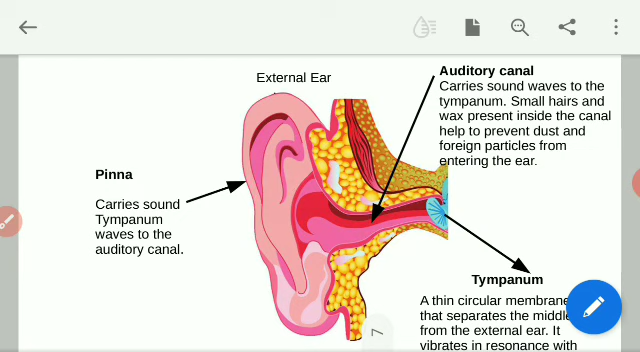 External Ear
Auditory canal
Carries sound waves to the
tympanum. Small hairs and
wax present inside the canal
help to prevent dust and
foreign particles from
entering the ear.
Pinna
Carries sound
Tympanum
waves to the
auditory canal.
Tympanum
A thin circular membrane
that separates the middle
from the external ear. It
vibrates in resonance with
7